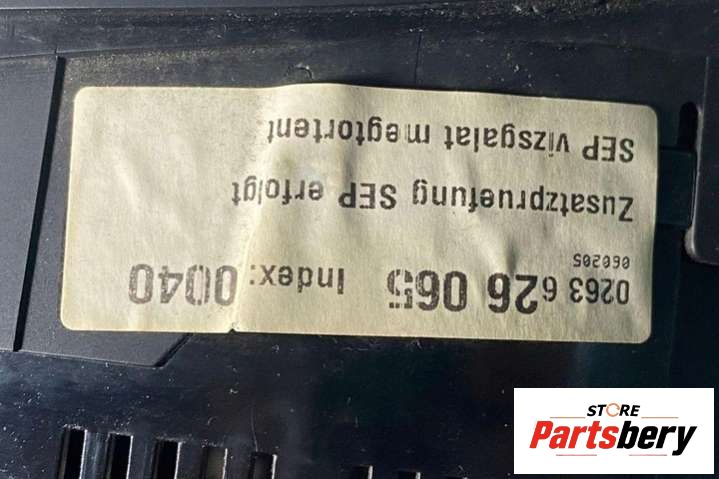 0263 626 065 Index: 0040
060205
Zusatzpruefung SEP erfolgt
SEP vizsgalat megtortent
STORE
Partsbery